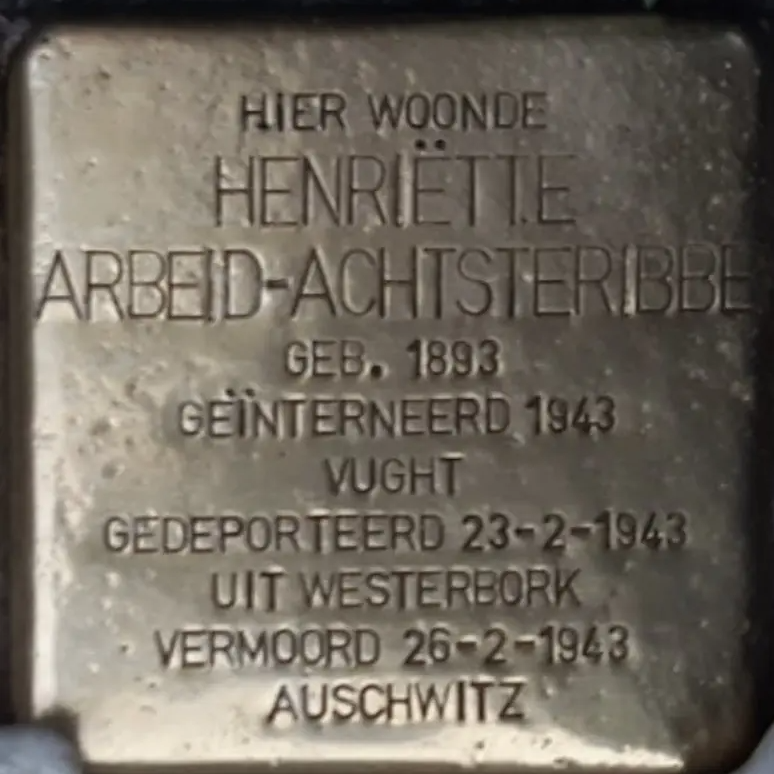 HIER WOONDE
HENRIËTTE
ARBEID-ACHTSTERIBBE
GEB. 1893
GEÏNTERNEERD 1943
VUGHT
GEDEPORTEERD 23-2-1943
UIT WESTERBORK
VERMOORD 26-2-1943
AUSCHWITZ